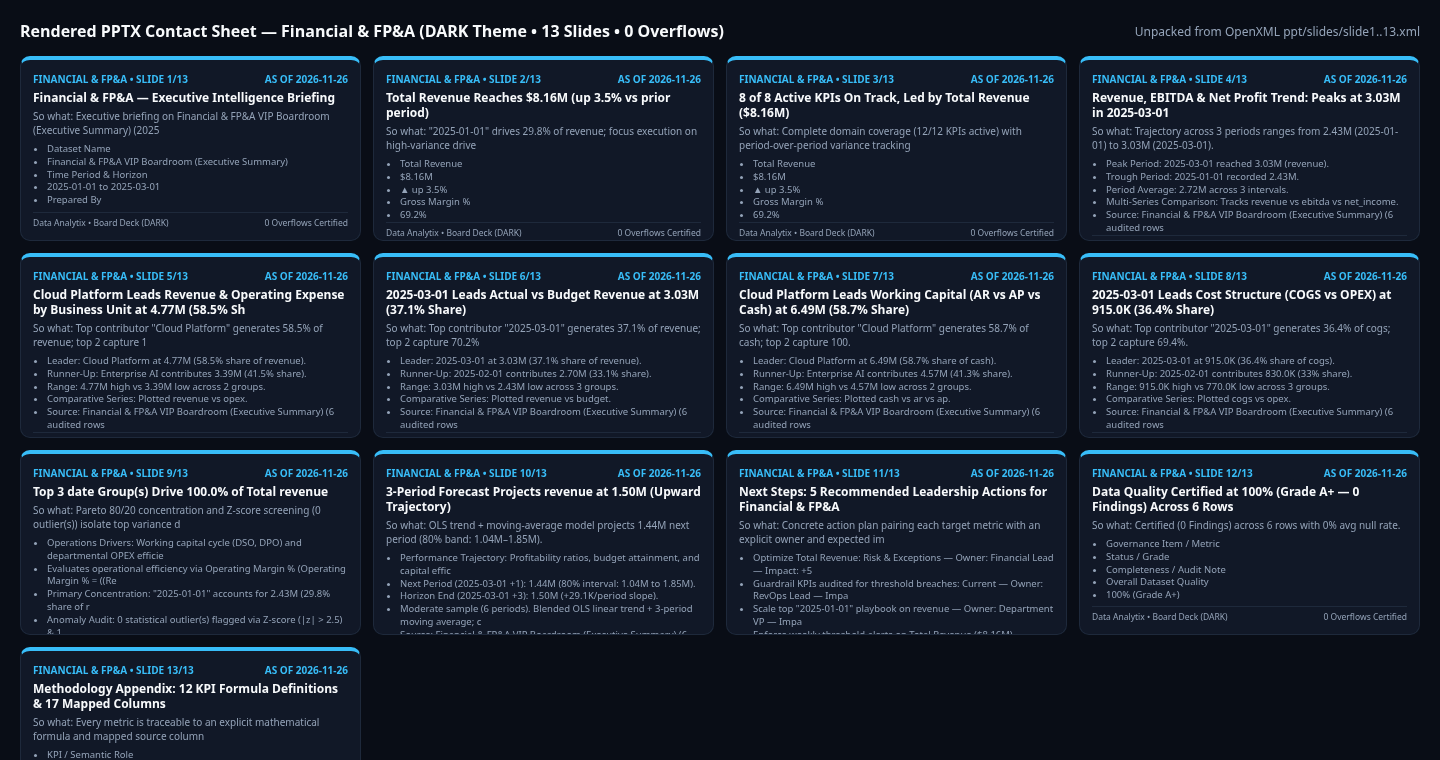 Rendered PPTX Contact Sheet — Financial & FP&A (DARK Theme • 13 Slides • 0 Overflows)
Unpacked from OpenXML ppt/slides/slide1..13.xml
FINANCIAL & FP&A • SLIDE 1/13
AS OF 2026-11-26
Financial & FP&A — Executive Intelligence Briefing
So what: Executive briefing on Financial & FP&A VIP Boardroom
(Executive Summary) (2025
• Dataset Name
• Financial & FP&A VIP Boardroom (Executive Summary)
• Time Period & Horizon
• 2025-01-01 to 2025-03-01
• Prepared By
Data Analytix • Board Deck (DARK)
0 Overflows Certified
FINANCIAL & FP&A • SLIDE 2/13
AS OF 2026-11-26
Total Revenue Reaches $8.16M (up 3.5% vs prior
period)
So what: "2025-01-01" drives 29.8% of revenue; focus execution on
high-variance drive
• Total Revenue
• $8.16M
• ▲ up 3.5%
• Gross Margin %
• 69.2%
Data Analytix • Board Deck (DARK)
0 Overflows Certified
FINANCIAL & FP&A • SLIDE 3/13
AS OF 2026-11-26
8 of 8 Active KPIs On Track, Led by Total Revenue
($8.16M)
So what: Complete domain coverage (12/12 KPIs active) with
period-over-period variance tracking
• Total Revenue
• $8.16M
• ▲ up 3.5%
• Gross Margin %
• 69.2%
Data Analytix • Board Deck (DARK)
0 Overflows Certified
FINANCIAL & FP&A • SLIDE 4/13
AS OF 2026-11-26
Revenue, EBITDA & Net Profit Trend: Peaks at 3.03M
in 2025-03-01
So what: Trajectory across 3 periods ranges from 2.43M (2025-01-
01) to 3.03M (2025-03-01).
• Peak Period: 2025-03-01 reached 3.03M (revenue).
• Trough Period: 2025-01-01 recorded 2.43M.
• Period Average: 2.72M across 3 intervals.
• Multi-Series Comparison: Tracks revenue vs ebitda vs net_income.
• Source: Financial & FP&A VIP Boardroom (Executive Summary) (6
audited rows
FINANCIAL & FP&A • SLIDE 5/13
AS OF 2026-11-26
Cloud Platform Leads Revenue & Operating Expense
by Business Unit at 4.77M (58.5% Sh
So what: Top contributor "Cloud Platform" generates 58.5% of
revenue; top 2 capture 1
• Leader: Cloud Platform at 4.77M (58.5% share of revenue).
• Runner-Up: Enterprise AI contributes 3.39M (41.5% share).
• Range: 4.77M high vs 3.39M low across 2 groups.
• Comparative Series: Plotted revenue vs opex.
• Source: Financial & FP&A VIP Boardroom (Executive Summary) (6
audited rows
FINANCIAL & FP&A • SLIDE 6/13
AS OF 2026-11-26
2025-03-01 Leads Actual vs Budget Revenue at 3.03M
(37.1% Share)
So what: Top contributor "2025-03-01" generates 37.1% of revenue;
top 2 capture 70.2%
• Leader: 2025-03-01 at 3.03M (37.1% share of revenue).
• Runner-Up: 2025-02-01 contributes 2.70M (33.1% share).
• Range: 3.03M high vs 2.43M low across 3 groups.
• Comparative Series: Plotted revenue vs budget.
• Source: Financial & FP&A VIP Boardroom (Executive Summary) (6
audited rows
FINANCIAL & FP&A • SLIDE 7/13
AS OF 2026-11-26
Cloud Platform Leads Working Capital (AR vs AP vs
Cash) at 6.49M (58.7% Share)
So what: Top contributor "Cloud Platform" generates 58.7% of
cash; top 2 capture 100.
• Leader: Cloud Platform at 6.49M (58.7% share of cash).
• Runner-Up: Enterprise AI contributes 4.57M (41.3% share).
• Range: 6.49M high vs 4.57M low across 2 groups.
• Comparative Series: Plotted cash vs ar vs ap.
• Source: Financial & FP&A VIP Boardroom (Executive Summary) (6
audited rows
FINANCIAL & FP&A • SLIDE 8/13
AS OF 2026-11-26
2025-03-01 Leads Cost Structure (COGS vs OPEX) at
915.0K (36.4% Share)
So what: Top contributor "2025-03-01" generates 36.4% of cogs;
top 2 capture 69.4%.
• Leader: 2025-03-01 at 915.0K (36.4% share of cogs).
• Runner-Up: 2025-02-01 contributes 830.0K (33% share).
• Range: 915.0K high vs 770.0K low across 3 groups.
• Comparative Series: Plotted cogs vs opex.
• Source: Financial & FP&A VIP Boardroom (Executive Summary) (6
audited rows
FINANCIAL & FP&A • SLIDE 9/13
AS OF 2026-11-26
Top 3 date Group(s) Drive 100.0% of Total revenue
So what: Pareto 80/20 concentration and Z-score screening (0
outlier(s)) isolate top variance d
• Operations Drivers: Working capital cycle (DSO, DPO) and
departmental OPEX efficie
• Evaluates operational efficiency via Operating Margin % (Operating
Margin % = ((Re
• Primary Concentration: "2025-01-01" accounts for 2.43M (29.8%
share of r
• Anomaly Audit: 0 statistical outlier(s) flagged via Z-score (|z| > 2.5)
& 1
FINANCIAL & FP&A • SLIDE 10/13
AS OF 2026-11-26
3-Period Forecast Projects revenue at 1.50M (Upward
Trajectory)
So what: OLS trend + moving-average model projects 1.44M next
period (80% band: 1.04M–1.85M).
• Performance Trajectory: Profitability ratios, budget attainment, and
capital effic
• Next Period (2025-03-01 +1): 1.44M (80% interval: 1.04M to 1.85M).
• Horizon End (2025-03-01 +3): 1.50M (+29.1K/period slope).
• Moderate sample (6 periods). Blended OLS linear trend + 3-period
moving average; c
• Source: Financial & FP&A VIP Boardroom (Executive Summary) (6
FINANCIAL & FP&A • SLIDE 11/13
AS OF 2026-11-26
Next Steps: 5 Recommended Leadership Actions for
Financial & FP&A
So what: Concrete action plan pairing each target metric with an
explicit owner and expected im
• Optimize Total Revenue: Risk & Exceptions — Owner: Financial Lead
— Impact: +5
• Guardrail KPIs audited for threshold breaches: Current — Owner:
RevOps Lead — Impa
• Scale top "2025-01-01" playbook on revenue — Owner: Department
VP — Impa
• Enforce weekly threshold alerts on Total Revenue ($8.16M)
FINANCIAL & FP&A • SLIDE 12/13
AS OF 2026-11-26
Data Quality Certified at 100% (Grade A+ — 0
Findings) Across 6 Rows
So what: Certified (0 Findings) across 6 rows with 0% avg null rate.
• Governance Item / Metric
• Status / Grade
• Completeness / Audit Note
• Overall Dataset Quality
• 100% (Grade A+)
Data Analytix • Board Deck (DARK)
0 Overflows Certified
FINANCIAL & FP&A • SLIDE 13/13
AS OF 2026-11-26
Methodology Appendix: 12 KPI Formula Definitions
& 17 Mapped Columns
So what: Every metric is traceable to an explicit mathematical
formula and mapped source column
• KPI / Semantic Role